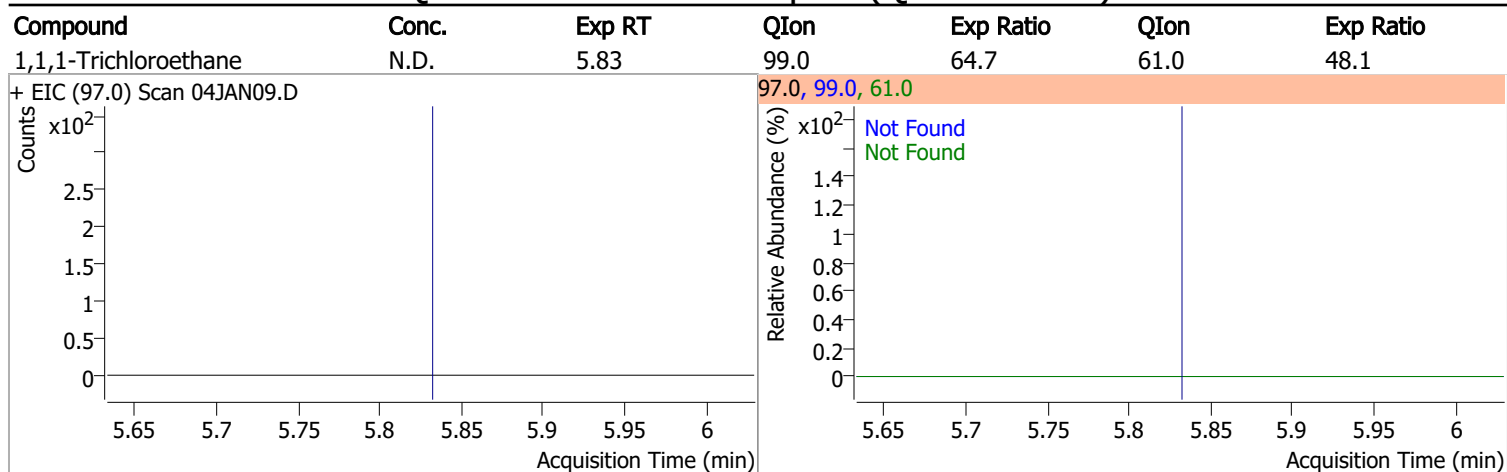 Compound Conc. Exp RT QIon Exp Ratio QIon Exp Ratio
1,1,1-Trichloroethane N.D. 5.83 99.0 64.7 61.0 48.1
+ EIC (97.0) Scan 04JAN09.D
Counts
x10²
2.5
2
1.5
1
0.5
0
5.65 5.7 5.75 5.8 5.85 5.9 5.95 6
Acquisition Time (min)
97.0, 99.0, 61.0
Relative Abundance (%)
x10²
Not Found
Not Found
1.4
1.2
1
0.8
0.6
0.4
0.2
0
5.65 5.7 5.75 5.8 5.85 5.9 5.95 6
Acquisition Time (min)